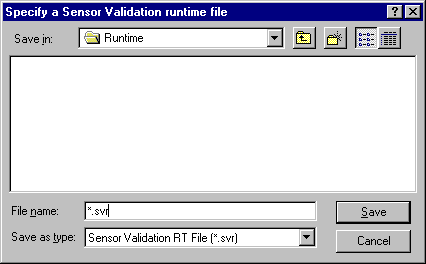 Specify a Sensor Validation runtime file
Save in: Runtime
File name: *.svr
Save
Save as type: Sensor Validation RT File (*.svr)
Cancel